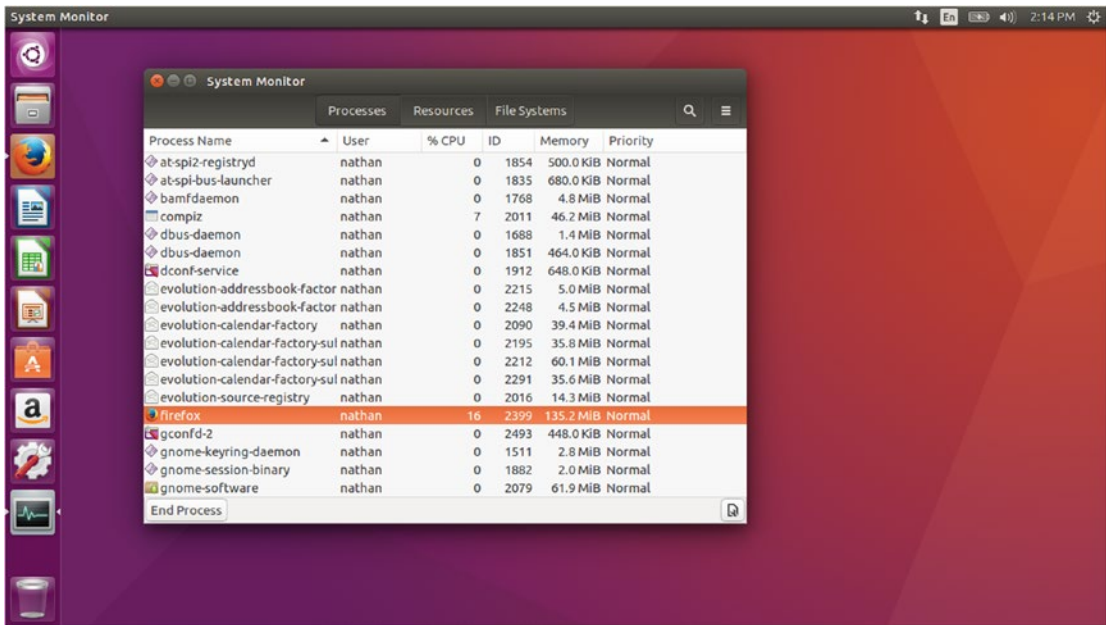 System Monitor En 2:14 PM
System Monitor
Processes Resources File Systems
Process Name User % CPU ID Memory Priority
at-spi2-registryd nathan 0 1854 500.0 KiB Normal
at-spi-bus-launcher nathan 0 1835 680.0 KiB Normal
bamfdaemon nathan 0 1768 4.8 MiB Normal
compiz nathan 7 2011 46.2 MiB Normal
dbus-daemon nathan 0 1688 1.4 MiB Normal
dbus-daemon nathan 0 1851 464.0 KiB Normal
dconf-service nathan 0 1912 648.0 KiB Normal
evolution-addressbook-factor nathan 0 2215 5.0 MiB Normal
evolution-addressbook-factor nathan 0 2248 4.5 MiB Normal
evolution-calendar-factory nathan 0 2090 39.4 MiB Normal
evolution-calendar-factory-sul nathan 0 2195 35.8 MiB Normal
evolution-calendar-factory-sul nathan 0 2212 60.1 MiB Normal
evolution-calendar-factory-sul nathan 0 2291 35.6 MiB Normal
evolution-source-registry nathan 0 2016 14.3 MiB Normal
firefox nathan 16 2399 135.2 MiB Normal
gconfd-2 nathan 0 2493 448.0 KiB Normal
gnome-keyring-daemon nathan 0 1511 2.8 MiB Normal
gnome-session-binary nathan 0 1882 2.0 MiB Normal
gnome-software nathan 0 2079 61.9 MiB Normal
End Process
a